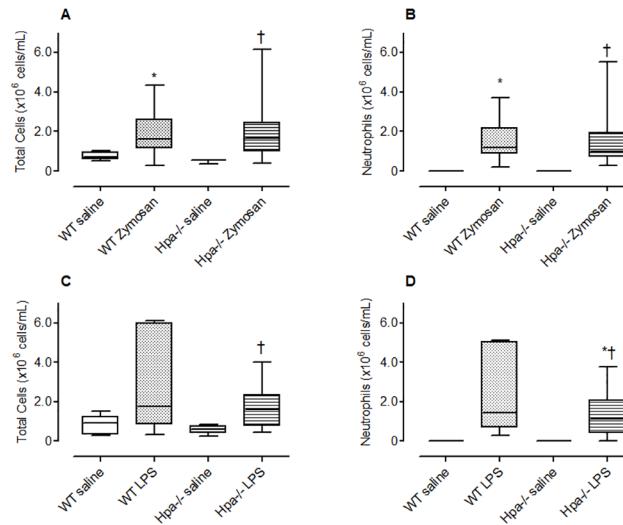 A
Total Cells (x10⁶ cells/mL)
6.0
4.0
2.0
0
*
†
WT saline
WT Zymosan
Hpa-/- saline
Hpa-/- Zymosan
B
Neutrophils (x10⁶ cells/mL)
6.0
4.0
2.0
0
*
†
WT saline
WT Zymosan
Hpa-/- saline
Hpa-/- Zymosan
C
Total Cells (x10⁶ cells/mL)
6.0
4.0
2.0
0
†
WT saline
WT LPS
Hpa-/- saline
Hpa-/- LPS
D
Neutrophils (x10⁶ cells/mL)
6.0
4.0
2.0
0
*†
WT saline
WT LPS
Hpa-/- saline
Hpa-/- LPS